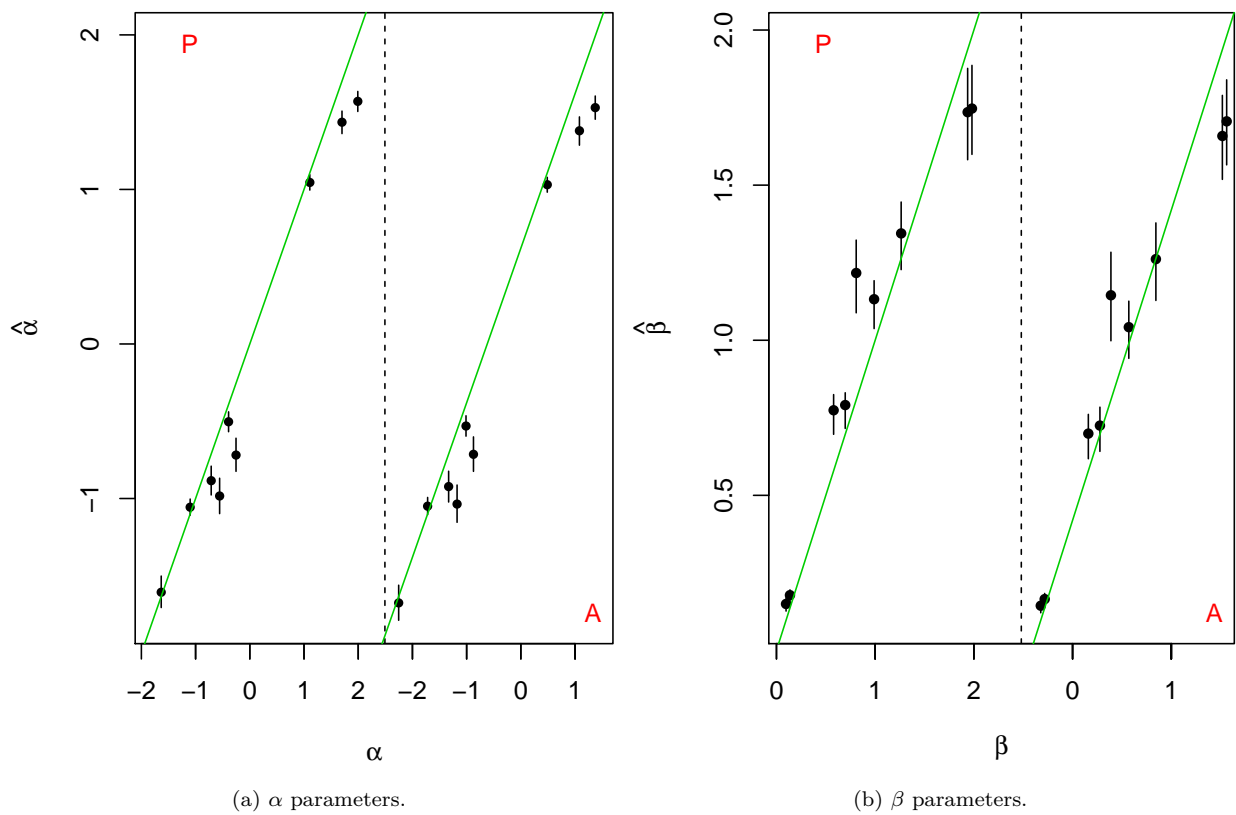 P
A
2
1
0
−1
α̂
−2 −1 0 1 2 −2 −1 0 1
α
(a) α parameters.
P
A
2.0
1.5
1.0
0.5
β̂
0 1 2 0 1
β
(b) β parameters.